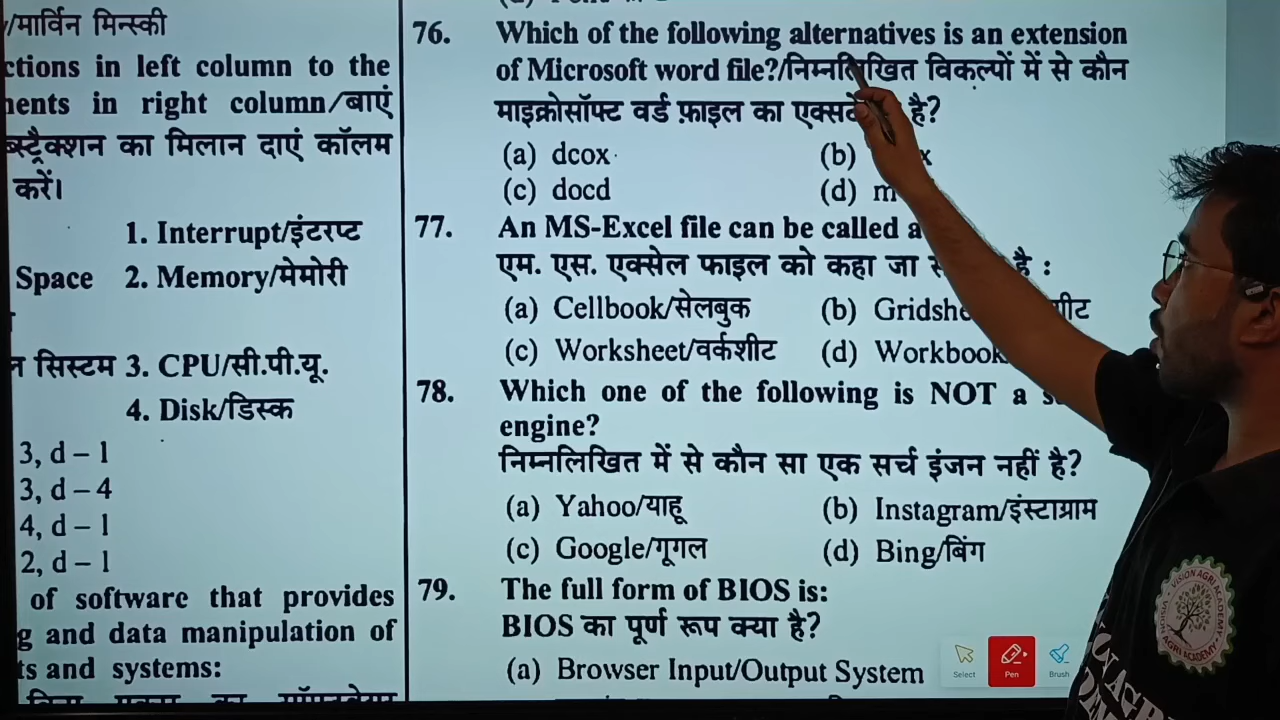 /मार्विन मिन्स्की
ctions in left column to the
nents in right column/बाएं
ब्स्ट्रैक्शन का मिलान दाएं कॉलम
करें।
1. Interrupt/इंटरप्ट
Space 2. Memory/मेमोरी
न सिस्टम 3. CPU/सी.पी.यू.
4. Disk/डिस्क
3, d – 1
3, d – 4
4, d – 1
2, d – 1
of software that provides
g and data manipulation of
ts and systems:
76. Which of the following alternatives is an extension
of Microsoft word file?/निम्नलिखित विकल्पों में से कौन
माइक्रोसॉफ्ट वर्ड फ़ाइल का है?
(a) dcox (b) x
(c) docd (d) m
77. An MS-Excel file can be called a
एम. एस. एक्सेल फाइल को कहा जा है :
(a) Cellbook/सेलबुक (b) Gridshe
(c) Worksheet/वर्कशीट (d) Workbook
78. Which one of the following is NOT a
engine?
निम्नलिखित में से कौन सा एक सर्च इंजन नहीं है?
(a) Yahoo/याहू (b) Instagram/इंस्टाग्राम
(c) Google/गूगल (d) Bing/बिंग
79. The full form of BIOS is:
BIOS का पूर्ण रूप क्या है?
(a) Browser Input/Output System
Select Pen Brush
VISION AGRI ACADEMY